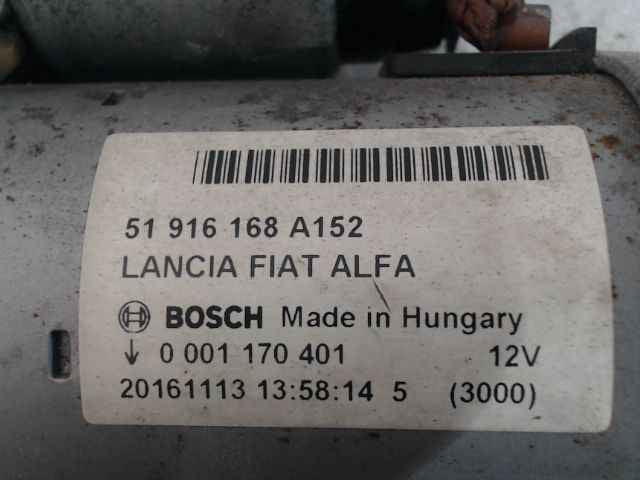 51 916 168 A152
LANCIA FIAT ALFA
BOSCH Made in Hungary
↓ 0 001 170 401 12V
20161113 13:58:14 5 (3000)